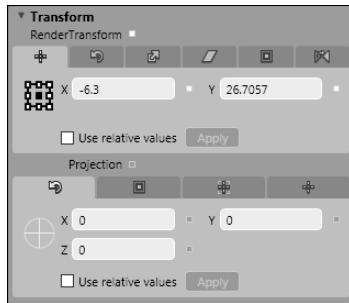 Transform
RenderTransform
X -6.3 Y 26.7057
Use relative values Apply
Projection
X 0 Y 0
Z 0
Use relative values Apply